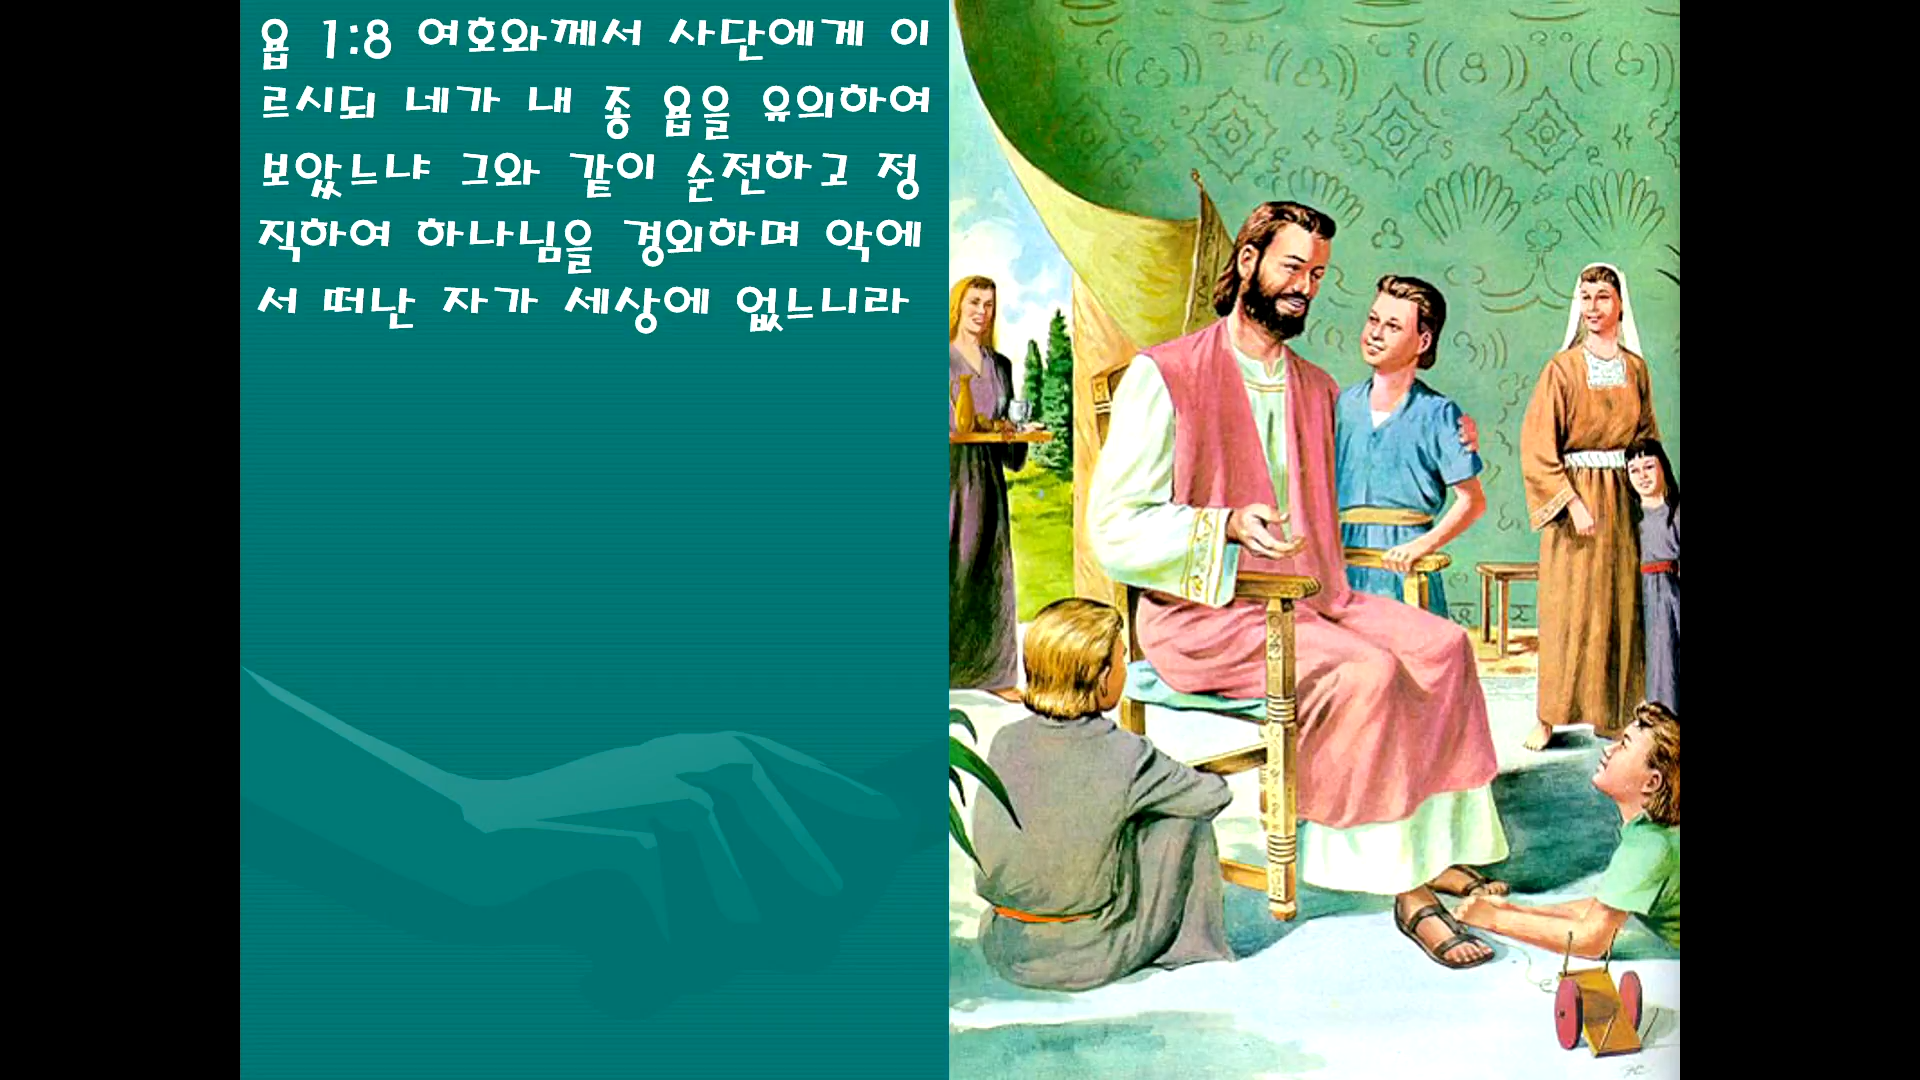 욥 1:8 여호와께서 사단에게 이
르시되 네가 내 종 욥을 유의하여
보았느냐 그와 같이 순전하고 정
직하여 하나님을 경외하며 악에
서 떠난 자가 세상에 없느니라